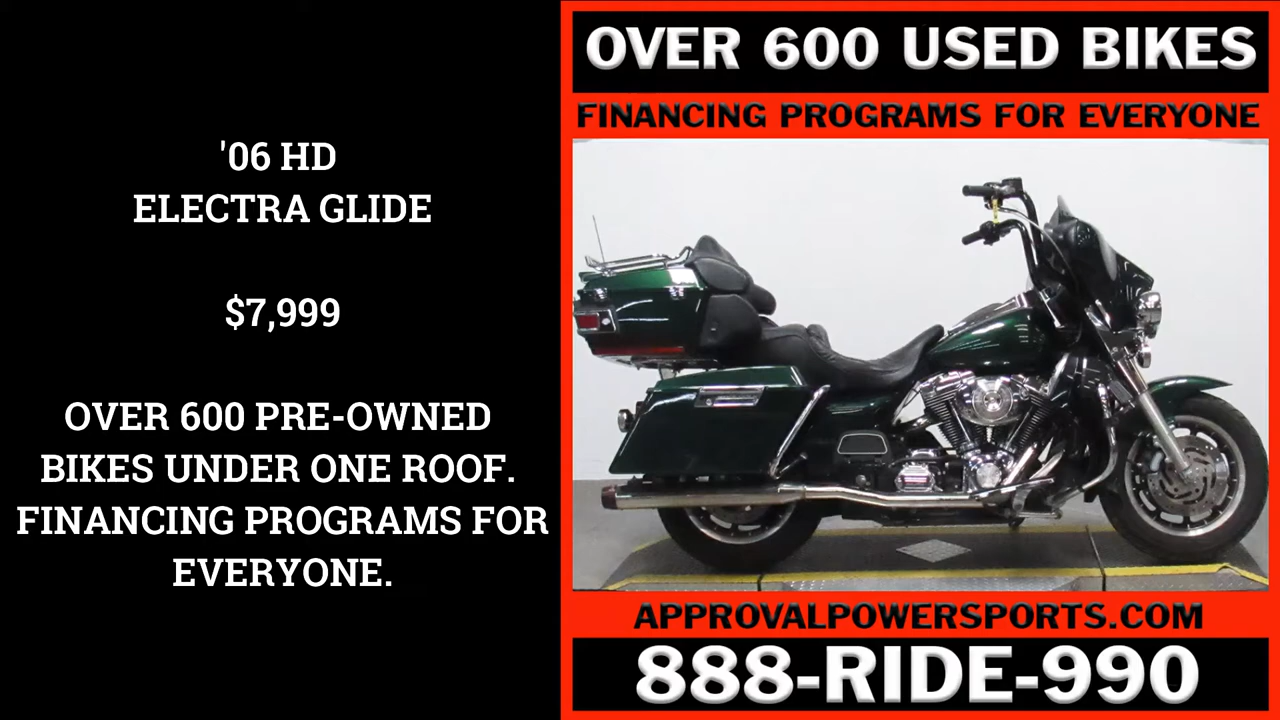 '06 HD
ELECTRA GLIDE
$7,999
OVER 600 PRE-OWNED
BIKES UNDER ONE ROOF.
FINANCING PROGRAMS FOR
EVERYONE.
OVER 600 USED BIKES
FINANCING PROGRAMS FOR EVERYONE
APPROVALPOWERSPORTS.COM
888-RIDE-990